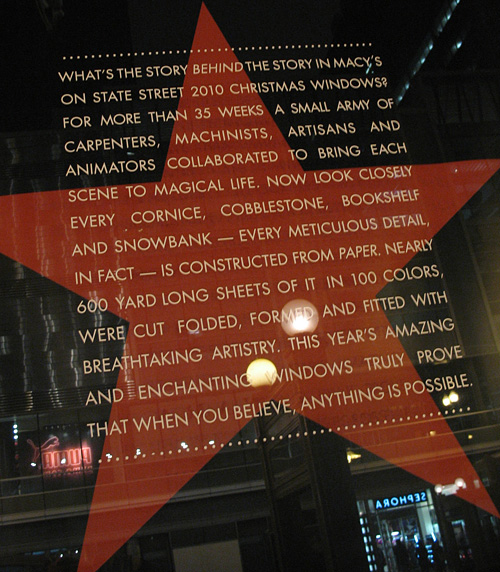 WHAT'S THE STORY BEHIND THE STORY IN MACY'S
ON STATE STREET 2010 CHRISTMAS WINDOWS?
FOR MORE THAN 35 WEEKS A SMALL ARMY OF
CARPENTERS, MACHINISTS, ARTISANS AND
ANIMATORS COLLABORATED TO BRING EACH
SCENE TO MAGICAL LIFE. NOW LOOK CLOSELY
EVERY CORNICE, COBBLESTONE, BOOKSHELF
AND SNOWBANK — EVERY METICULOUS DETAIL,
IN FACT — IS CONSTRUCTED FROM PAPER. NEARLY
600 YARD LONG SHEETS OF IT IN 100 COLORS,
WERE CUT FOLDED, FORMED AND FITTED WITH
BREATHTAKING ARTISTRY. THIS YEAR'S AMAZING
AND ENCHANTING WINDOWS TRULY PROVE
THAT WHEN YOU BELIEVE, ANYTHING IS POSSIBLE.
SEPHORA